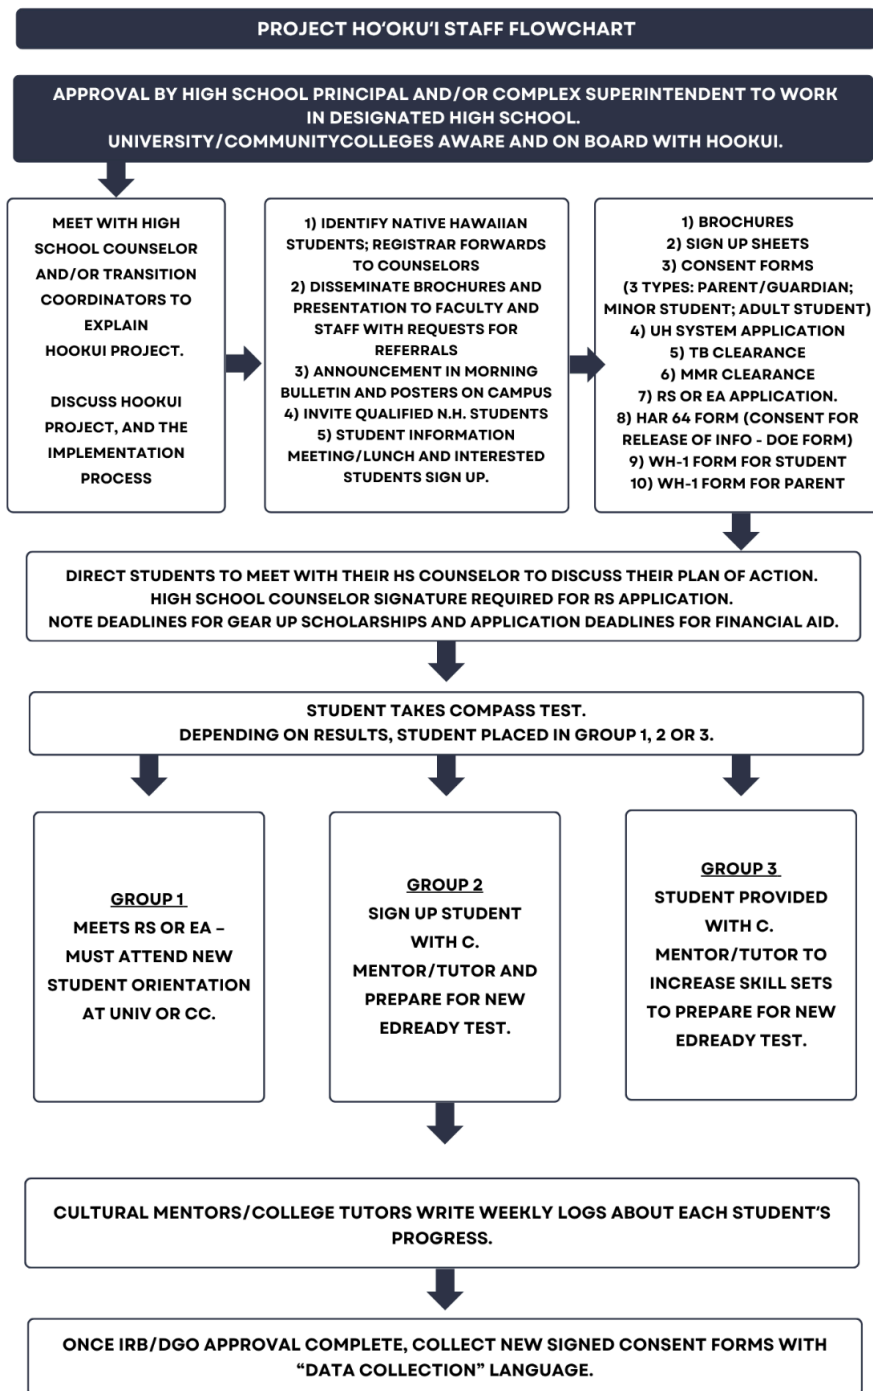 PROJECT HO‘OKU‘I STAFF FLOWCHART
APPROVAL BY HIGH SCHOOL PRINCIPAL AND/OR COMPLEX SUPERINTENDENT TO WORK
IN DESIGNATED HIGH SCHOOL.
UNIVERSITY/COMMUNITYCOLLEGES AWARE AND ON BOARD WITH HOOKUI.
MEET WITH HIGH
SCHOOL COUNSELOR
AND/OR TRANSITION
COORDINATORS TO
EXPLAIN
HOOKUI PROJECT.
DISCUSS HOOKUI
PROJECT, AND THE
IMPLEMENTATION
PROCESS
1) IDENTIFY NATIVE HAWAIIAN
STUDENTS; REGISTRAR FORWARDS
TO COUNSELORS
2) DISSEMINATE BROCHURES AND
PRESENTATION TO FACULTY AND
STAFF WITH REQUESTS FOR
REFERRALS
3) ANNOUNCEMENT IN MORNING
BULLETIN AND POSTERS ON CAMPUS
4) INVITE QUALIFIED N.H. STUDENTS
5) STUDENT INFORMATION
MEETING/LUNCH AND INTERESTED
STUDENTS SIGN UP.
1) BROCHURES
2) SIGN UP SHEETS
3) CONSENT FORMS
(3 TYPES: PARENT/GUARDIAN;
MINOR STUDENT; ADULT STUDENT)
4) UH SYSTEM APPLICATION
5) TB CLEARANCE
6) MMR CLEARANCE
7) RS OR EA APPLICATION.
8) HAR 64 FORM (CONSENT FOR
RELEASE OF INFO - DOE FORM)
9) WH-1 FORM FOR STUDENT
10) WH-1 FORM FOR PARENT
DIRECT STUDENTS TO MEET WITH THEIR HS COUNSELOR TO DISCUSS THEIR PLAN OF ACTION.
HIGH SCHOOL COUNSELOR SIGNATURE REQUIRED FOR RS APPLICATION.
NOTE DEADLINES FOR GEAR UP SCHOLARSHIPS AND APPLICATION DEADLINES FOR FINANCIAL AID.
STUDENT TAKES COMPASS TEST.
DEPENDING ON RESULTS, STUDENT PLACED IN GROUP 1, 2 OR 3.
GROUP 1
MEETS RS OR EA –
MUST ATTEND NEW
STUDENT ORIENTATION
AT UNIV OR CC.
GROUP 2
SIGN UP STUDENT
WITH C.
MENTOR/TUTOR AND
PREPARE FOR NEW
EDREADY TEST.
GROUP 3
STUDENT PROVIDED
WITH C.
MENTOR/TUTOR TO
INCREASE SKILL SETS
TO PREPARE FOR NEW
EDREADY TEST.
CULTURAL MENTORS/COLLEGE TUTORS WRITE WEEKLY LOGS ABOUT EACH STUDENT’S
PROGRESS.
ONCE IRB/DGO APPROVAL COMPLETE, COLLECT NEW SIGNED CONSENT FORMS WITH
“DATA COLLECTION” LANGUAGE.